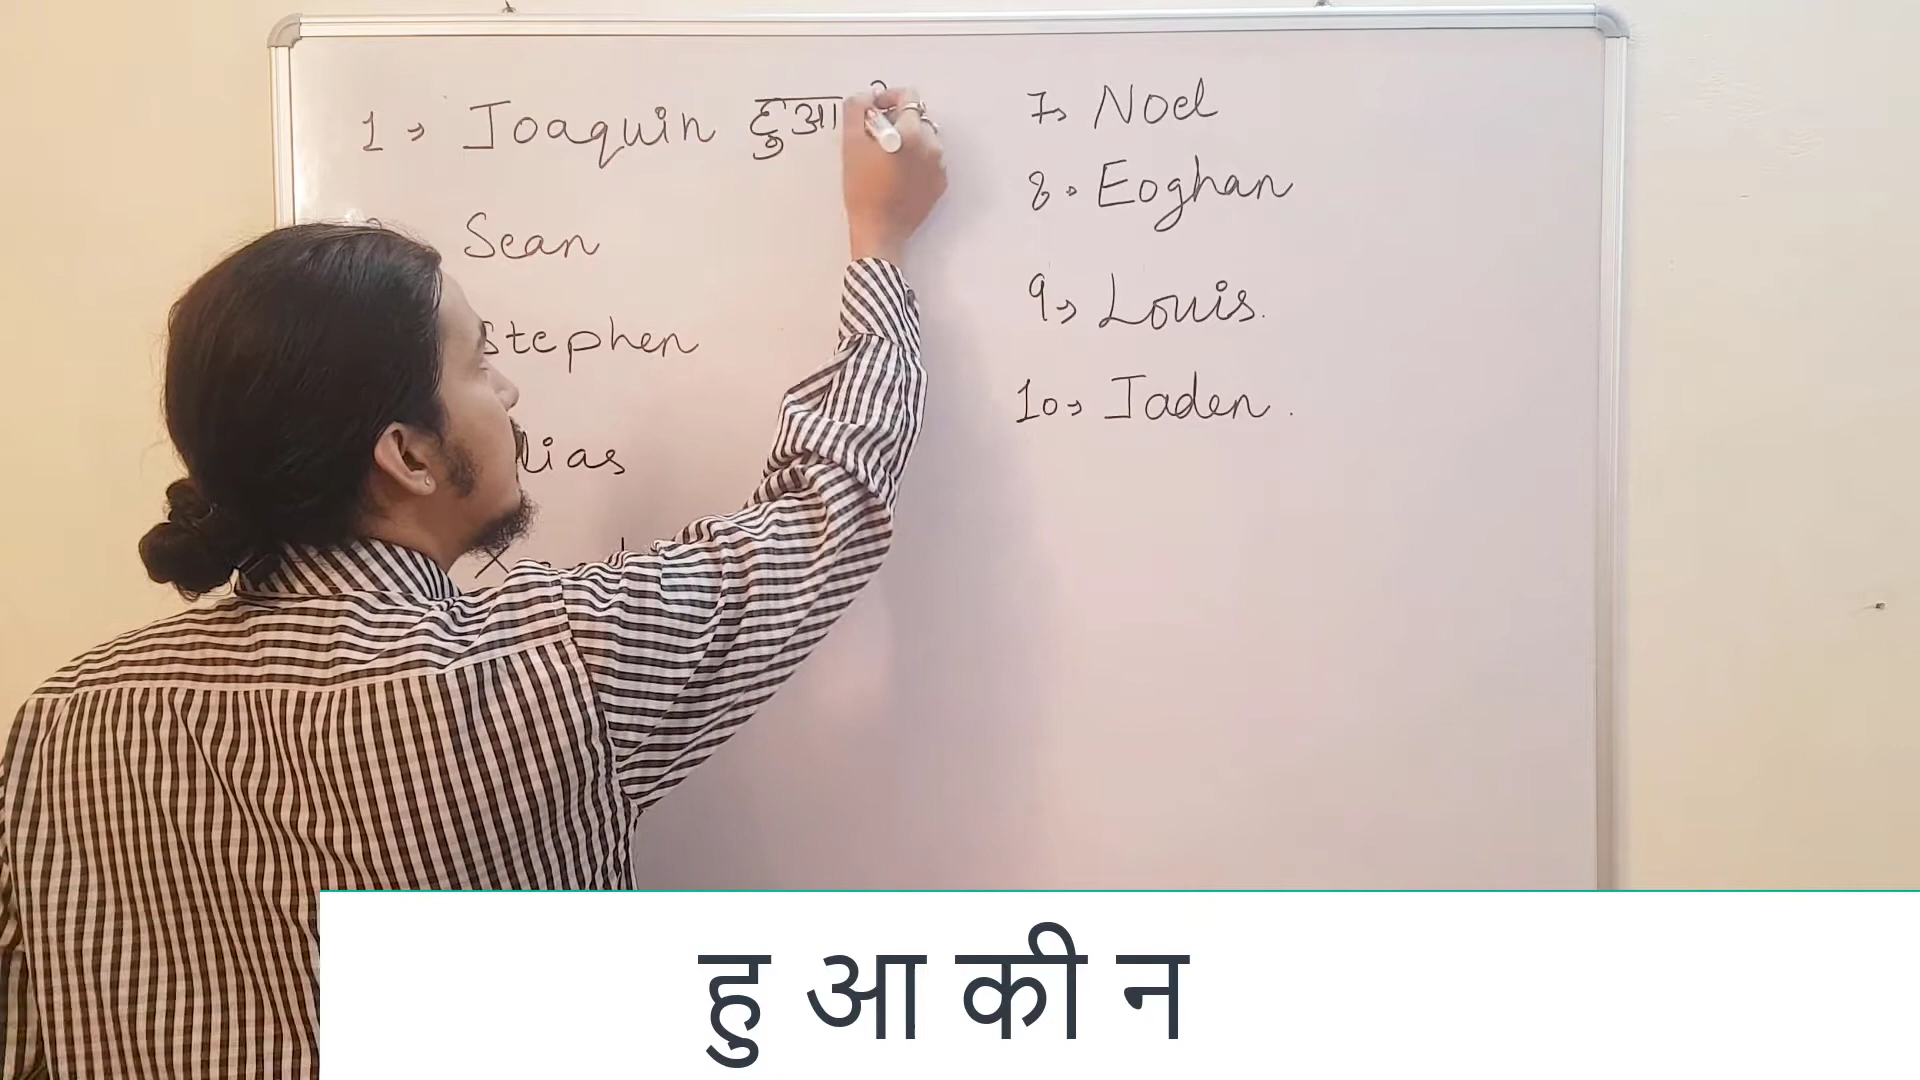 1 → Joaquin हुआ
Sean
Stephen
lias
7→ Noel
8 → Eoghan
9→ Louis.
10→ Jaden.
हु आ की न